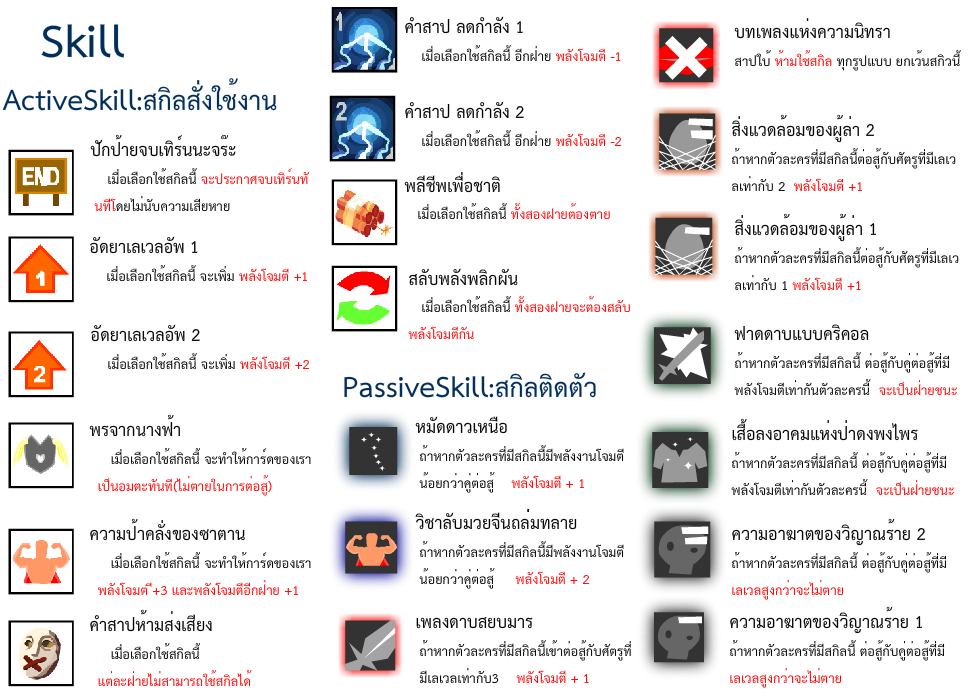 Skill
ActiveSkill:สกิลสั่งใช้งาน
END
ปักป้ายจบเทิร์นนะจร๊ะ
เมื่อเลือกใช้สกิลนี้ จะประกาศจบเทิร์นทั
นทีโดยไม่นับความเสียหาย
1
อัดยาเลเวลอัพ 1
เมื่อเลือกใช้สกิลนี้ จะเพิ่ม พลังโจมตี +1
2
อัดยาเลเวลอัพ 2
เมื่อเลือกใช้สกิลนี้ จะเพิ่ม พลังโจมตี +2
พรจากนางฟ้า
เมื่อเลือกใช้สกิลนี้ จะทำให้การ์ดของเรา
เป็นอมตะทันที(ไม่ตายในการต่อสู้)
ความบ้าคลั่งของซาตาน
เมื่อเลือกใช้สกิลนี้ จะทำให้การ์ดของเรา
พลังโจมตี +3 และพลังโจมตีอีกฝ่าย +1
คำสาปห้ามส่งเสียง
เมื่อเลือกใช้สกิลนี้
แต่ละฝ่ายไม่สามารถใช้สกิลได้
1
คำสาป ลดกำลัง 1
เมื่อเลือกใช้สกิลนี้ อีกฝ่าย พลังโจมตี -1
2
คำสาป ลดกำลัง 2
เมื่อเลือกใช้สกิลนี้ อีกฝ่าย พลังโจมตี -2
พลีชีพเพื่อชาติ
เมื่อเลือกใช้สกิลนี้ ทั้งสองฝ่ายต้องตาย
สลับพลังพลิกผัน
เมื่อเลือกใช้สกิลนี้ ทั้งสองฝ่ายจะต้องสลับ
พลังโจมตีกัน
PassiveSkill:สกิลติดตัว
หมัดดาวเหนือ
ถ้าหากตัวละครที่มีสกิลนี้มีพลังงานโจมตี
น้อยกว่าคู่ต่อสู้ พลังโจมตี + 1
วิชาลับมวยจีนถล่มทลาย
ถ้าหากตัวละครที่มีสกิลนี้มีพลังงานโจมตี
น้อยกว่าคู่ต่อสู้ พลังโจมตี + 2
เพลงดาบสยบมาร
ถ้าหากตัวละครที่มีสกิลนี้เข้าต่อสู้กับศัตรูที่
มีเลเวลเท่ากับ3 พลังโจมตี + 1
บทเพลงแห่งความนิทรา
สาปใบ้ ห้ามใช้สกิล ทุกรูปแบบ ยกเว้นสกิวนี้
สิ่งแวดล้อมของผู้ล่า 2
ถ้าหากตัวละครที่มีสกิลนี้ต่อสู้กับศัตรูที่มีเลเว
ลเท่ากับ 2 พลังโจมตี +1
สิ่งแวดล้อมของผู้ล่า 1
ถ้าหากตัวละครที่มีสกิลนี้ต่อสู้กับศัตรูที่มีเลเว
ลเท่ากับ 1 พลังโจมตี +1
ฟาดดาบแบบคริคอล
ถ้าหากตัวละครที่มีสกิลนี้ ต่อสู้กับคู่ต่อสู้ที่มี
พลังโจมตีเท่ากันตัวละครนี้ จะเป็นฝ่ายชนะ
เสื้อลงอาคมแห่งป่าดงพงไพร
ถ้าหากตัวละครที่มีสกิลนี้ ต่อสู้กับคู่ต่อสู้ที่มี
พลังโจมตีเท่ากันตัวละครนี้ จะเป็นฝ่ายชนะ
ความอาฆาตของวิญาณร้าย 2
ถ้าหากตัวละครที่มีสกิลนี้ ต่อสู้กับคู่ต่อสู้ที่มี
เลเวลสูงกว่าจะไม่ตาย
ความอาฆาตของวิญาณร้าย 1
ถ้าหากตัวละครที่มีสกิลนี้ ต่อสู้กับคู่ต่อสู้ที่มี
เลเวลสูงกว่าจะไม่ตาย